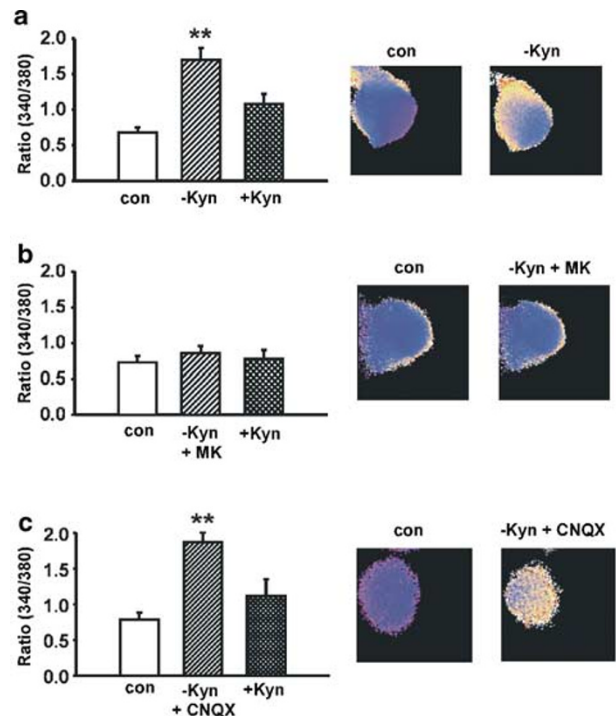 a
Ratio (340/380)
2.0
1.5
1.0
0.5
0.0
**
con
-Kyn
+Kyn
con
-Kyn
b
Ratio (340/380)
2.0
1.5
1.0
0.5
0.0
con
-Kyn
+ MK
+Kyn
con
-Kyn + MK
c
Ratio (340/380)
2.0
1.5
1.0
0.5
0.0
**
con
-Kyn
+ CNQX
+Kyn
con
-Kyn + CNQX